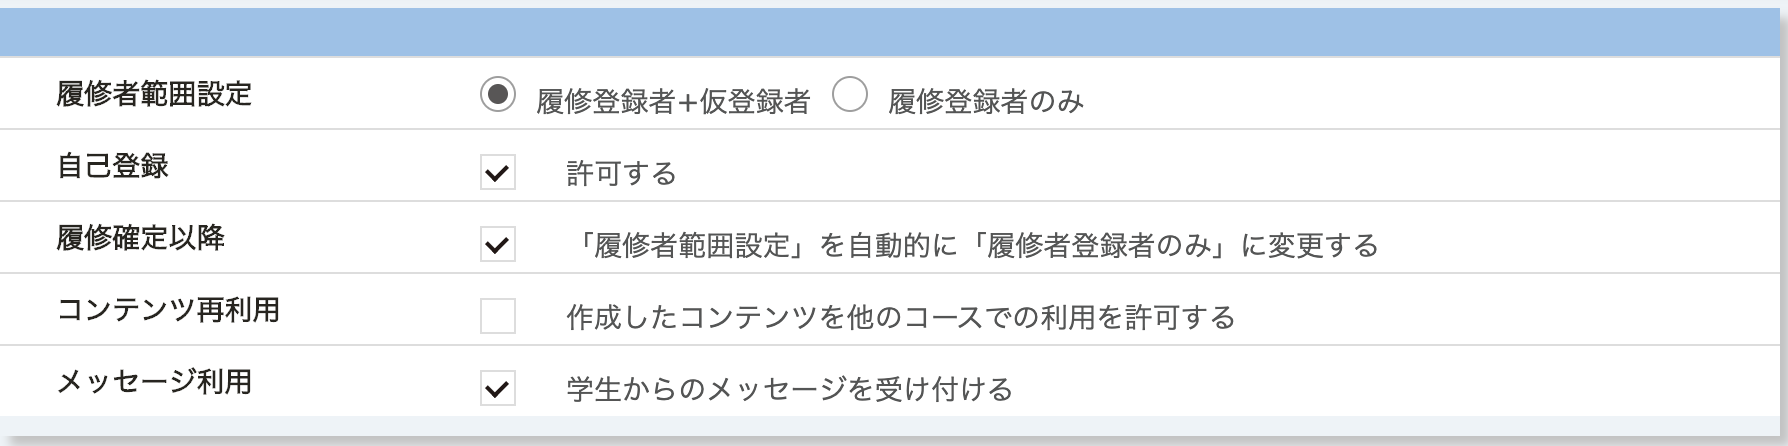 履修者範囲設定 履修登録者+仮登録者 履修登録者のみ
自己登録 許可する
履修確定以降 「履修者範囲設定」を自動的に「履修者登録者のみ」に変更する
コンテンツ再利用 作成したコンテンツを他のコースでの利用を許可する
メッセージ利用 学生からのメッセージを受け付ける